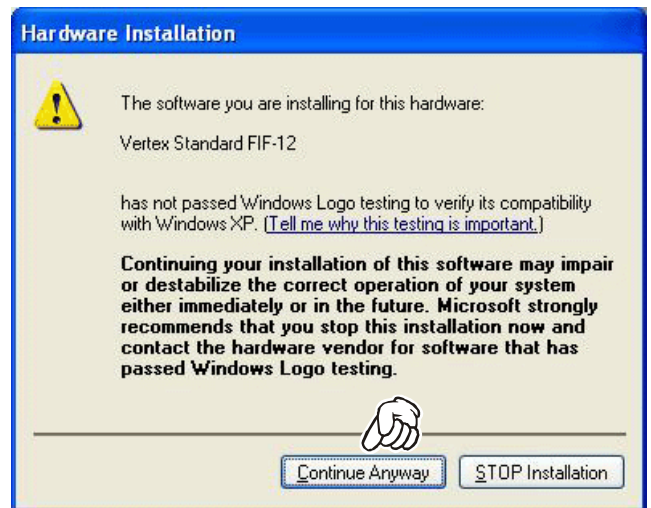 Hardware Installation
The software you are installing for this hardware:
Vertex Standard FIF-12
has not passed Windows Logo testing to verify its compatibility
with Windows XP. (Tell me why this testing is important.)
Continuing your installation of this software may impair
or destabilize the correct operation of your system
either immediately or in the future. Microsoft strongly
recommends that you stop this installation now and
contact the hardware vendor for software that has
passed Windows Logo testing.
Continue Anyway
STOP Installation